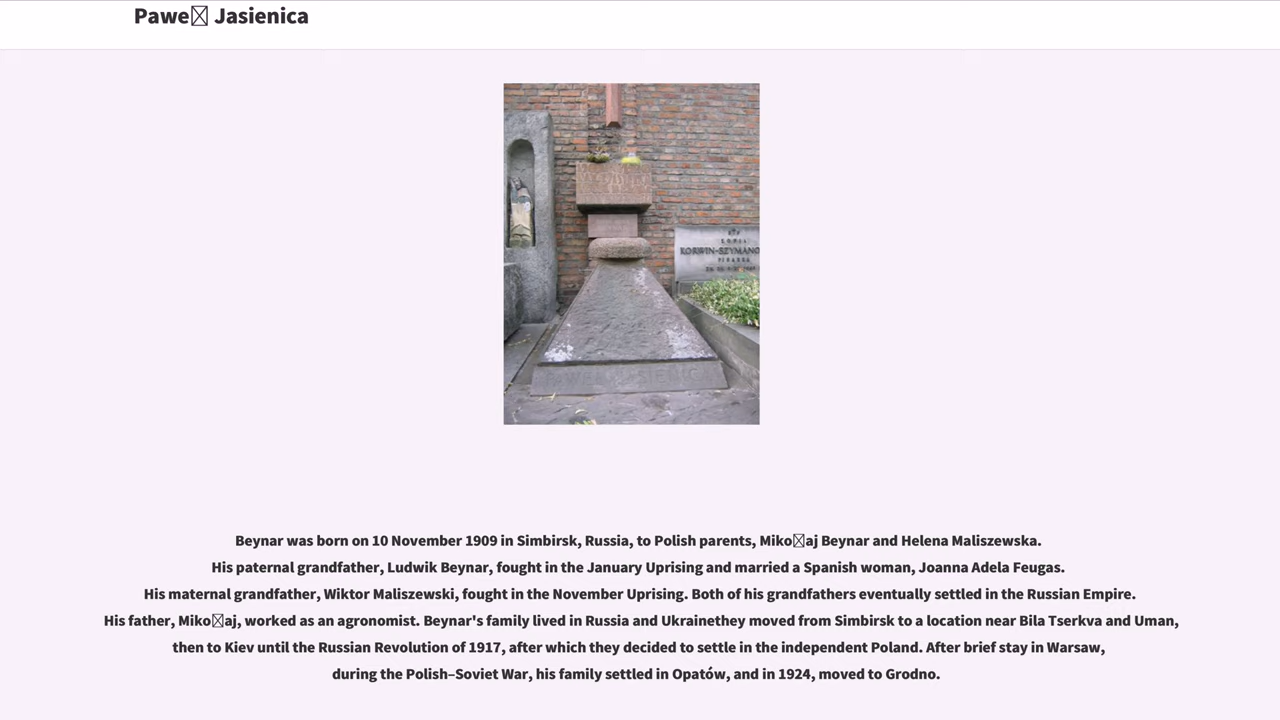 Pawe Jasienica
KORWIN-SZYMANO
Beynar was born on 10 November 1909 in Simbirsk, Russia, to Polish parents, Miko☒aj Beynar and Helena Maliszewska.
His paternal grandfather, Ludwik Beynar, fought in the January Uprising and married a Spanish woman, Joanna Adela Feugas.
His maternal grandfather, Wiktor Maliszewski, fought in the November Uprising. Both of his grandfathers eventually settled in the Russian Empire.
His father, Miko☒aj, worked as an agronomist. Beynar's family lived in Russia and Ukrainethey moved from Simbirsk to a location near Bila Tserkva and Uman,
then to Kiev until the Russian Revolution of 1917, after which they decided to settle in the independent Poland. After brief stay in Warsaw,
during the Polish–Soviet War, his family settled in Opatów, and in 1924, moved to Grodno.